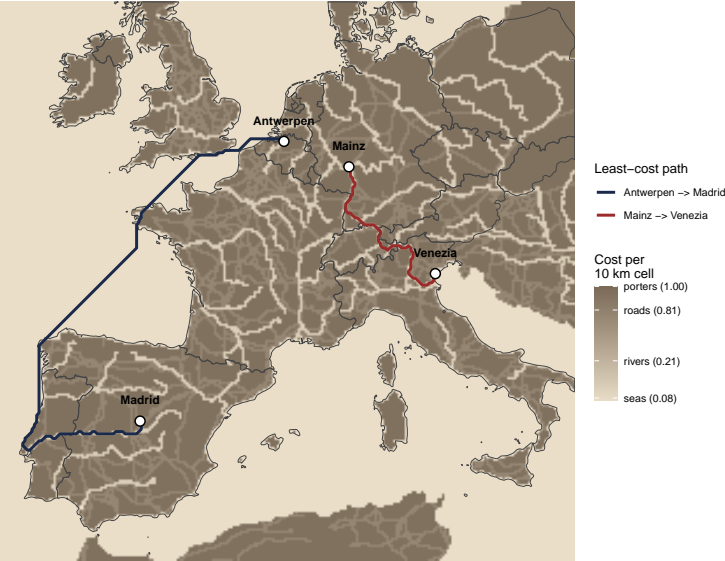 Antwerpen
Mainz
Venezia
Madrid
Least−cost path
Antwerpen −> Madrid
Mainz −> Venezia
Cost per
10 km cell
porters (1.00)
roads (0.81)
rivers (0.21)
seas (0.08)